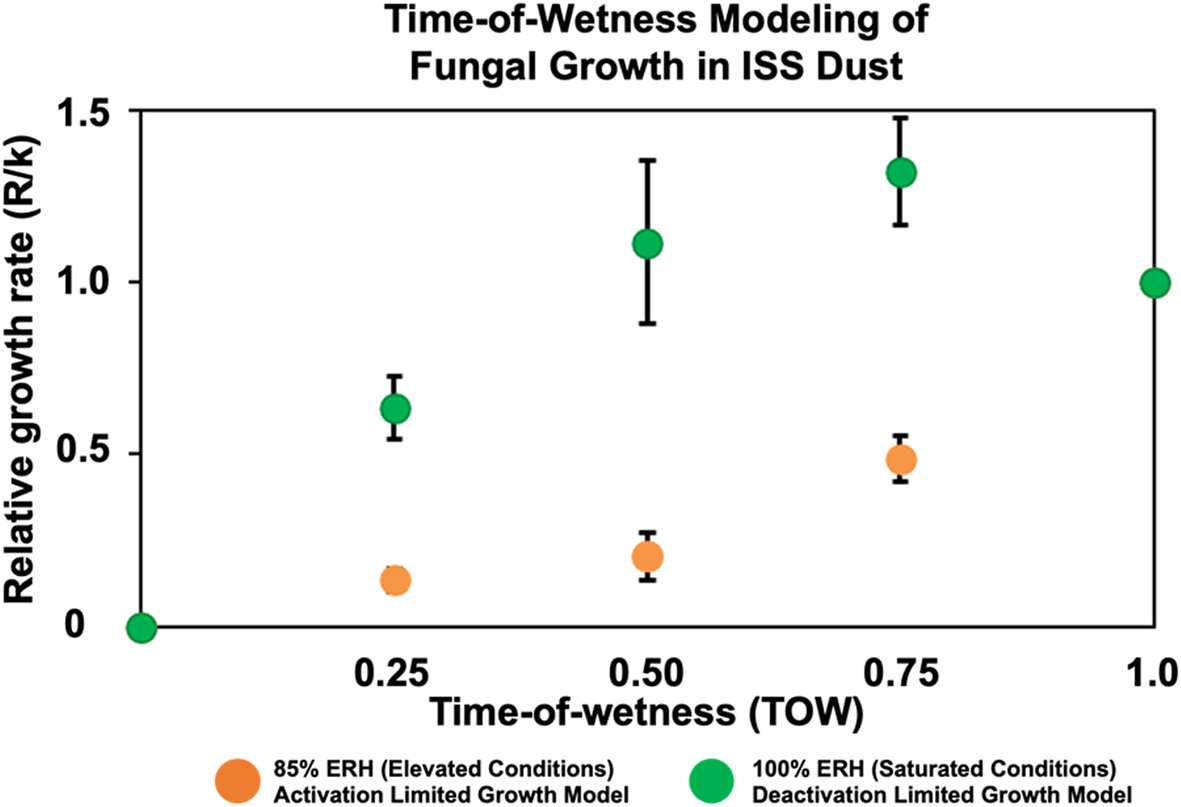 Time-of-Wetness Modeling of
Fungal Growth in ISS Dust
Relative growth rate (R/k)
1.5
1.0
0.5
0
0.25 0.50 0.75 1.0
Time-of-wetness (TOW)
85% ERH (Elevated Conditions)
Activation Limited Growth Model
100% ERH (Saturated Conditions)
Deactivation Limited Growth Model